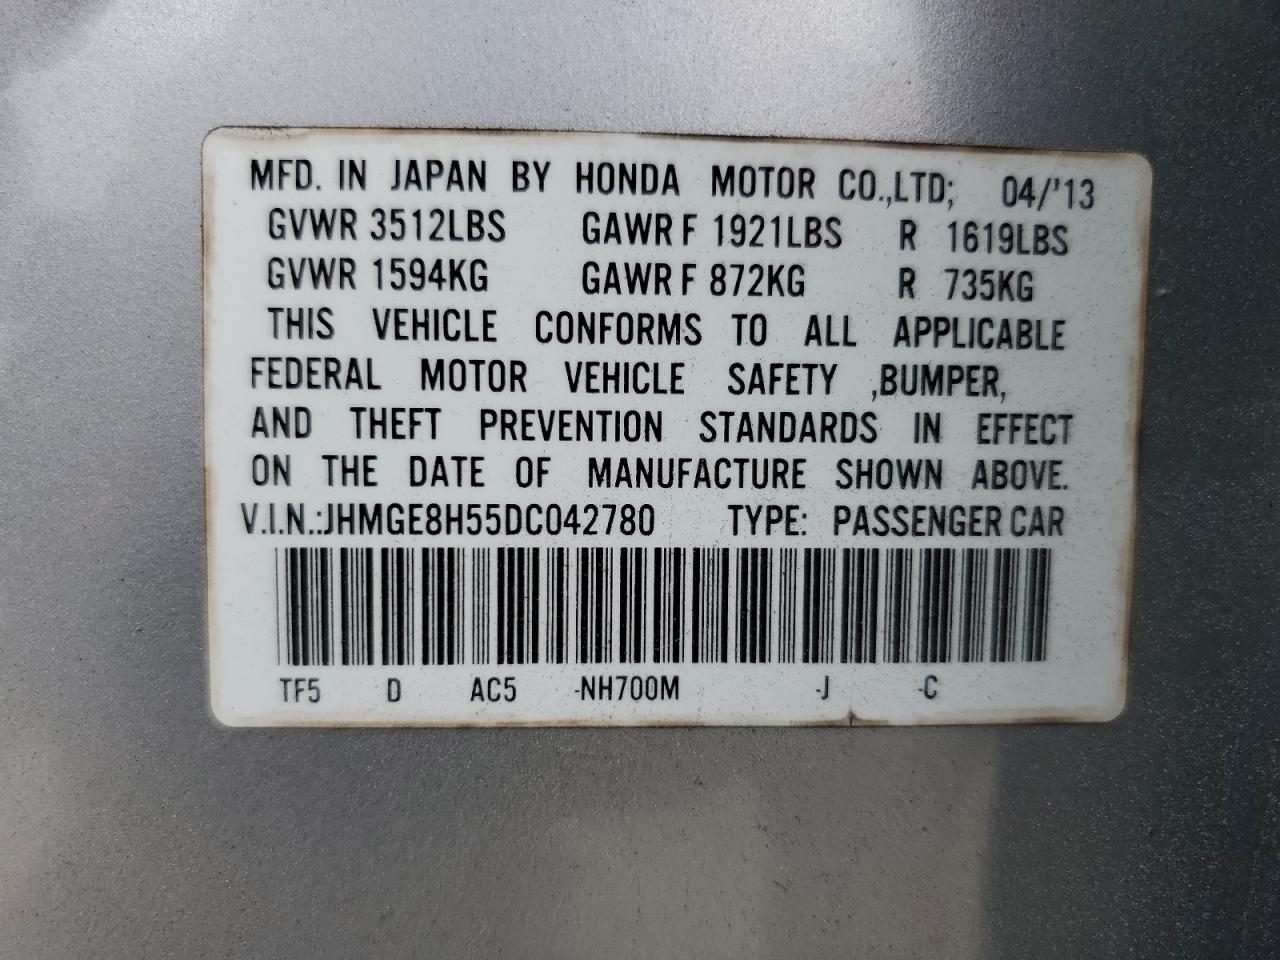 MFD. IN JAPAN BY HONDA MOTOR CO.,LTD; 04/'13
GVWR 3512LBS GAWR F 1921LBS R 1619LBS
GVWR 1594KG GAWR F 872KG R 735KG
THIS VEHICLE CONFORMS TO ALL APPLICABLE
FEDERAL MOTOR VEHICLE SAFETY ,BUMPER,
AND THEFT PREVENTION STANDARDS IN EFFECT
ON THE DATE OF MANUFACTURE SHOWN ABOVE.
V.I.N.:JHMGE8H55DC042780 TYPE: PASSENGER CAR
TF5 D AC5 -NH700M -J -C